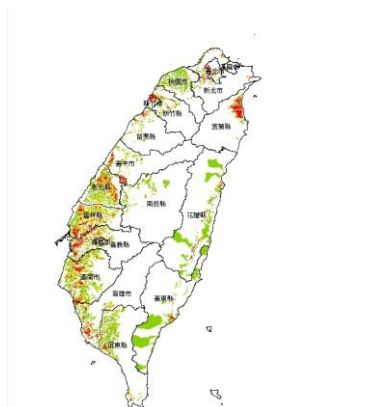 桃園市
新北市
新竹縣
宜蘭縣
苗栗縣
臺中市
彰化縣
南投縣
花蓮縣
雲林縣
嘉義縣
臺南市
高雄市
臺東縣
屏東縣